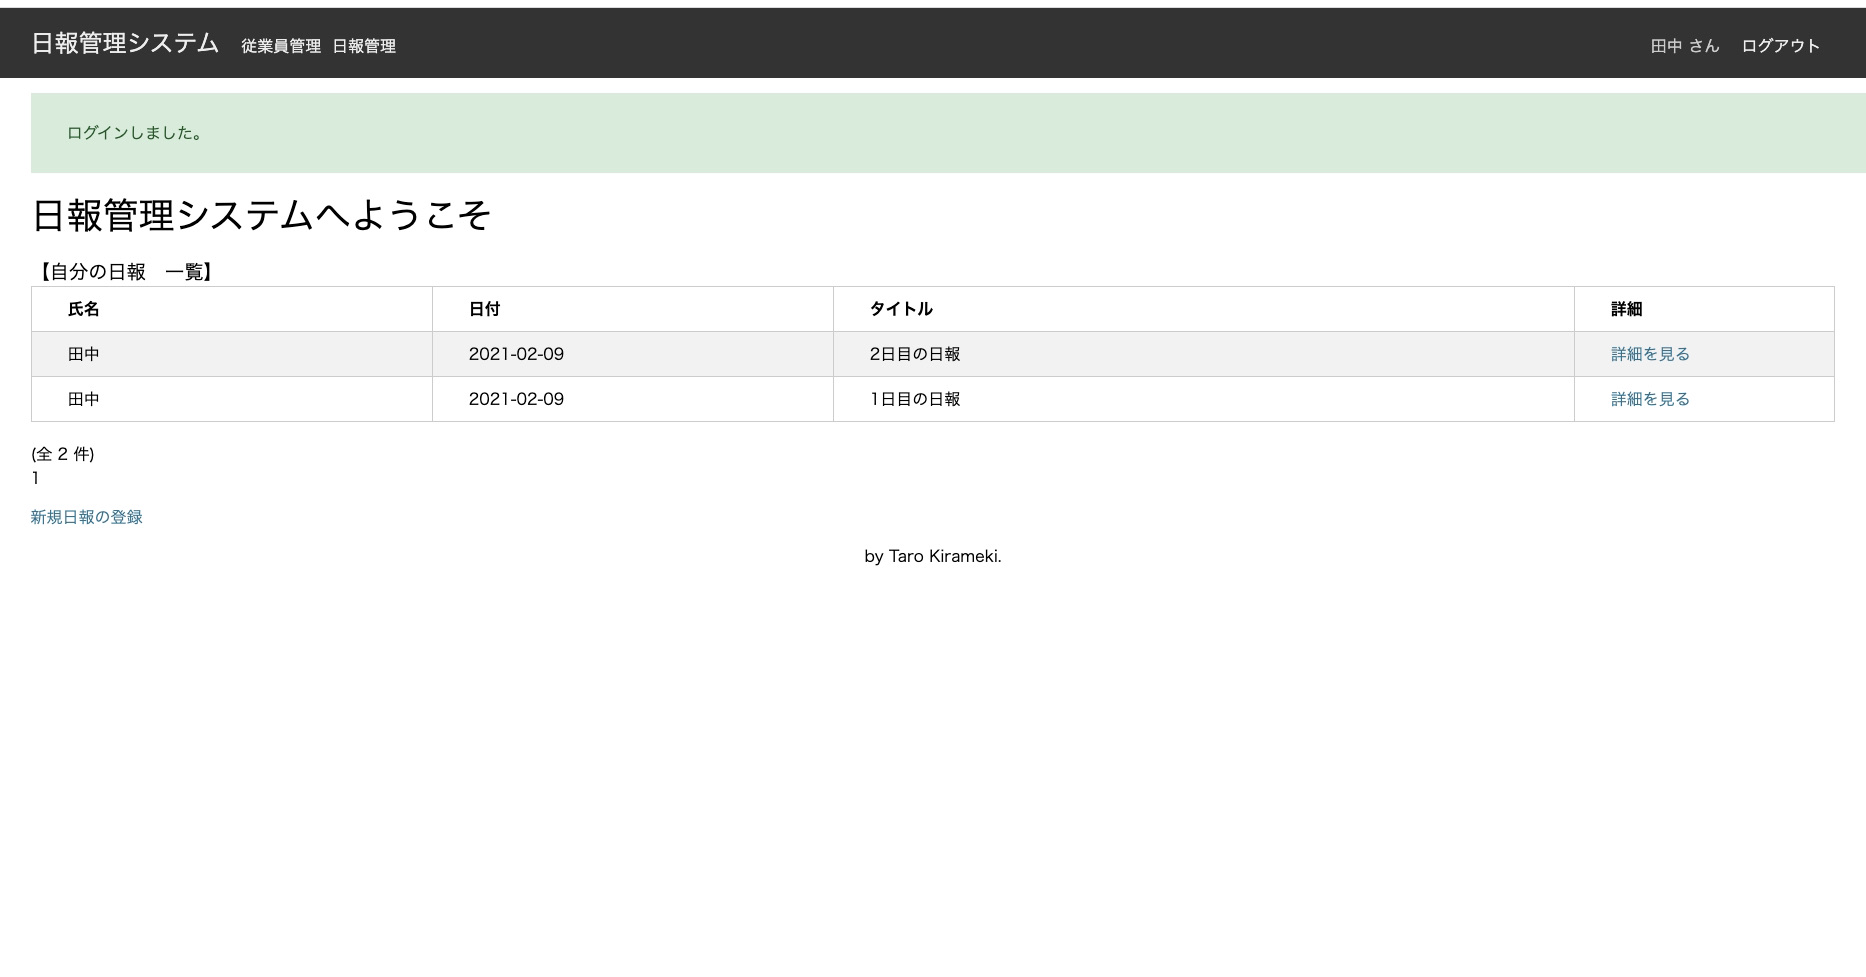 日報管理システム 従業員管理 日報管理 田中 さん ログアウト
ログインしました。
日報管理システムへようこそ
【自分の日報　一覧】
氏名 日付 タイトル 詳細
田中 2021-02-09 2日目の日報 詳細を見る
田中 2021-02-09 1日目の日報 詳細を見る
(全 2 件)
1
新規日報の登録
by Taro Kirameki.